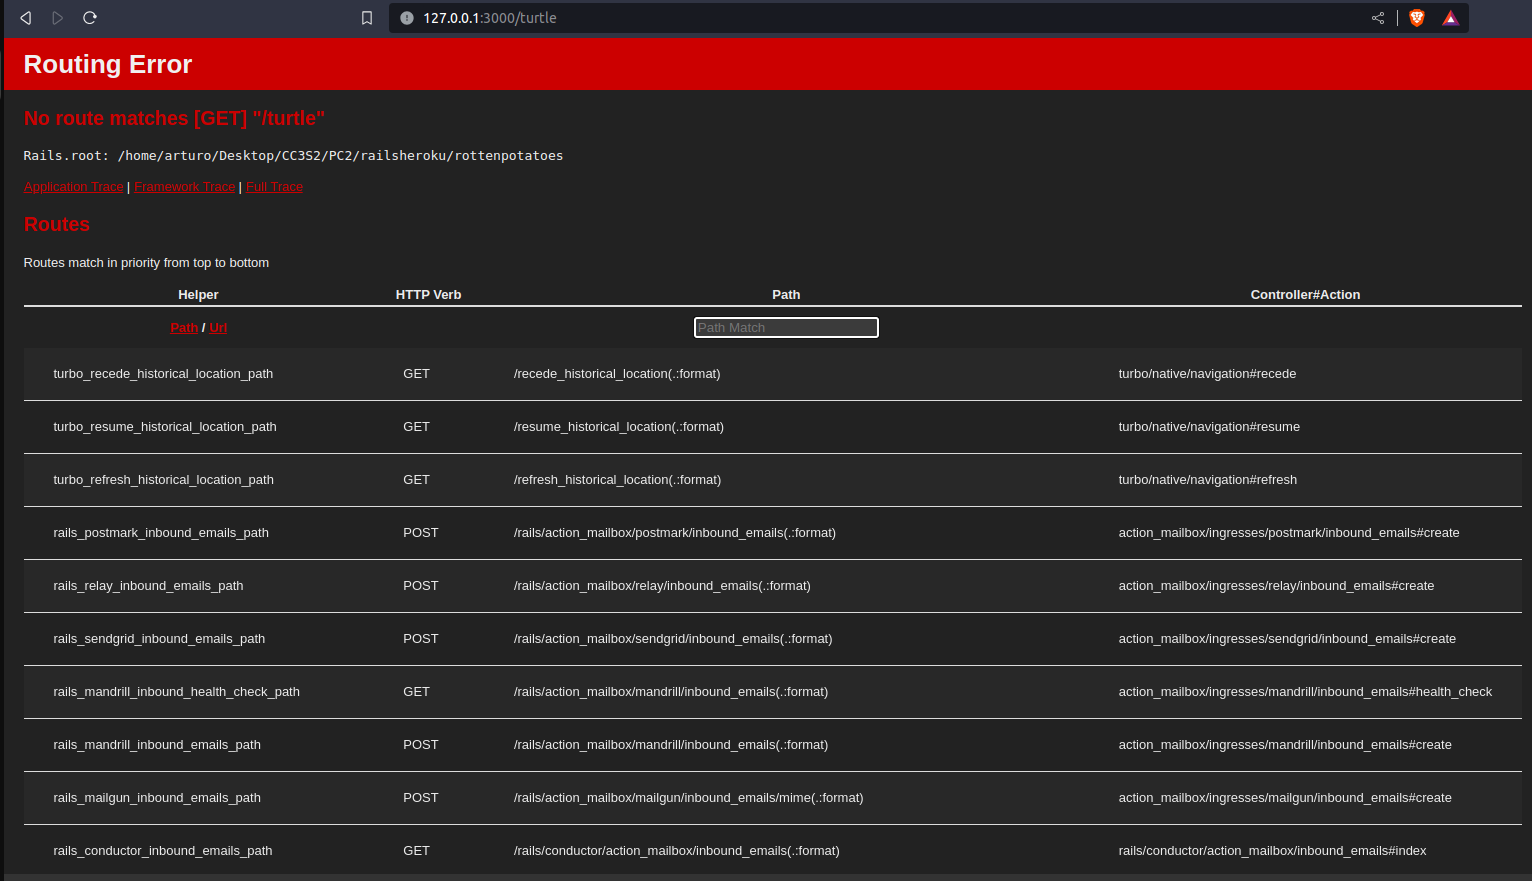 127.0.0.1:3000/turtle
Routing Error
No route matches [GET] "/turtle"
Rails.root: /home/arturo/Desktop/CC3S2/PC2/railsheroku/rottenpotatoes
Application Trace | Framework Trace | Full Trace
Routes
Routes match in priority from top to bottom
Helper HTTP Verb Path Controller#Action
Path / Url Path Match
turbo_recede_historical_location_path GET /recede_historical_location(.:format) turbo/native/navigation#recede
turbo_resume_historical_location_path GET /resume_historical_location(.:format) turbo/native/navigation#resume
turbo_refresh_historical_location_path GET /refresh_historical_location(.:format) turbo/native/navigation#refresh
rails_postmark_inbound_emails_path POST /rails/action_mailbox/postmark/inbound_emails(.:format) action_mailbox/ingresses/postmark/inbound_emails#create
rails_relay_inbound_emails_path POST /rails/action_mailbox/relay/inbound_emails(.:format) action_mailbox/ingresses/relay/inbound_emails#create
rails_sendgrid_inbound_emails_path POST /rails/action_mailbox/sendgrid/inbound_emails(.:format) action_mailbox/ingresses/sendgrid/inbound_emails#create
rails_mandrill_inbound_health_check_path GET /rails/action_mailbox/mandrill/inbound_emails(.:format) action_mailbox/ingresses/mandrill/inbound_emails#health_check
rails_mandrill_inbound_emails_path POST /rails/action_mailbox/mandrill/inbound_emails(.:format) action_mailbox/ingresses/mandrill/inbound_emails#create
rails_mailgun_inbound_emails_path POST /rails/action_mailbox/mailgun/inbound_emails/mime(.:format) action_mailbox/ingresses/mailgun/inbound_emails#create
rails_conductor_inbound_emails_path GET /rails/conductor/action_mailbox/inbound_emails(.:format) rails/conductor/action_mailbox/inbound_emails#index